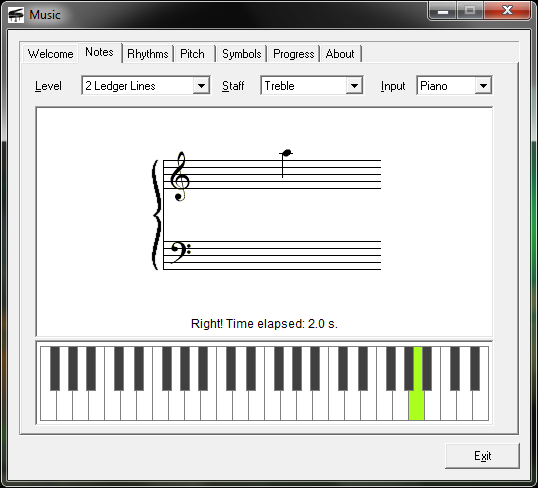 Music
Welcome Notes Rhythms Pitch Symbols Progress About
Level 2 Ledger Lines Staff Treble Input Piano
Right! Time elapsed: 2.0 s.
Exit